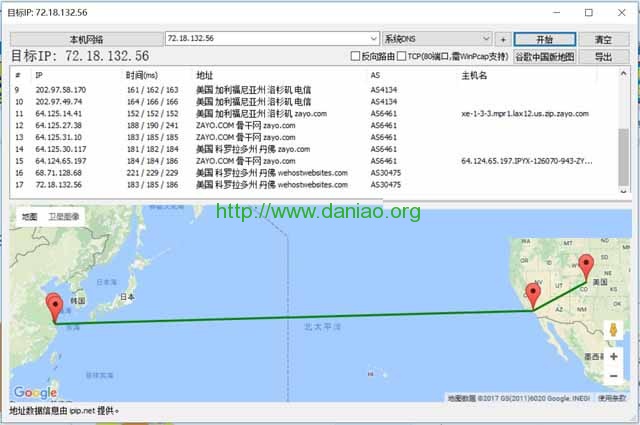 目标IP: 72.18.132.56
本机网络 72.18.132.56 系统DNS + 开始 清空
目标IP: 72.18.132.56 反向路由 TCP(80端口,需WinPcap支持) 谷歌中国版地图 导出
# IP 时间(ms) 地址 AS 主机名
9 202.97.58.170 161 / 162 / 163 美国 加利福尼亚州 洛杉矶 电信 AS4134
10 202.97.49.74 164 / 166 / 166 美国 加利福尼亚州 洛杉矶 电信 AS4134
11 64.125.14.41 152 / 152 / 152 美国 加利福尼亚州 洛杉矶 zayo.com AS6461 xe-1-3-3.mpr1.lax12.us.zip.zayo.com
12 64.125.27.38 188 / 190 / 241 ZAYO.COM 骨干网 zayo.com AS6461
13 64.125.31.10 183 / 185 / 185 ZAYO.COM 骨干网 zayo.com AS6461
14 64.125.30.117 181 / 182 / 184 美国 科罗拉多州 丹佛 zayo.com AS6461
15 64.124.65.197 184 / 184 / 186 美国 科罗拉多州 丹佛 zayo.com AS6461 64.124.65.197.IPYX-126070-943-ZY...
16 68.71.128.68 221 / 229 / 229 美国 科罗拉多州 丹佛 wehostwebsites.com AS30475
17 72.18.132.56 183 / 185 / 186 美国 科罗拉多州 丹佛 wehostwebsites.com AS30475
http://www.daniao.org
地图 卫星图像
日本海
韩国 日本
东海
北太平洋
菲律宾海
OR WY
NV
CA AZ NM
美国
TX
墨西哥
+
−
Google
地图数据 ©2017 GS(2011)6020 Google, INEGI 使用条款
地址数据信息由 ipip.net 提供。